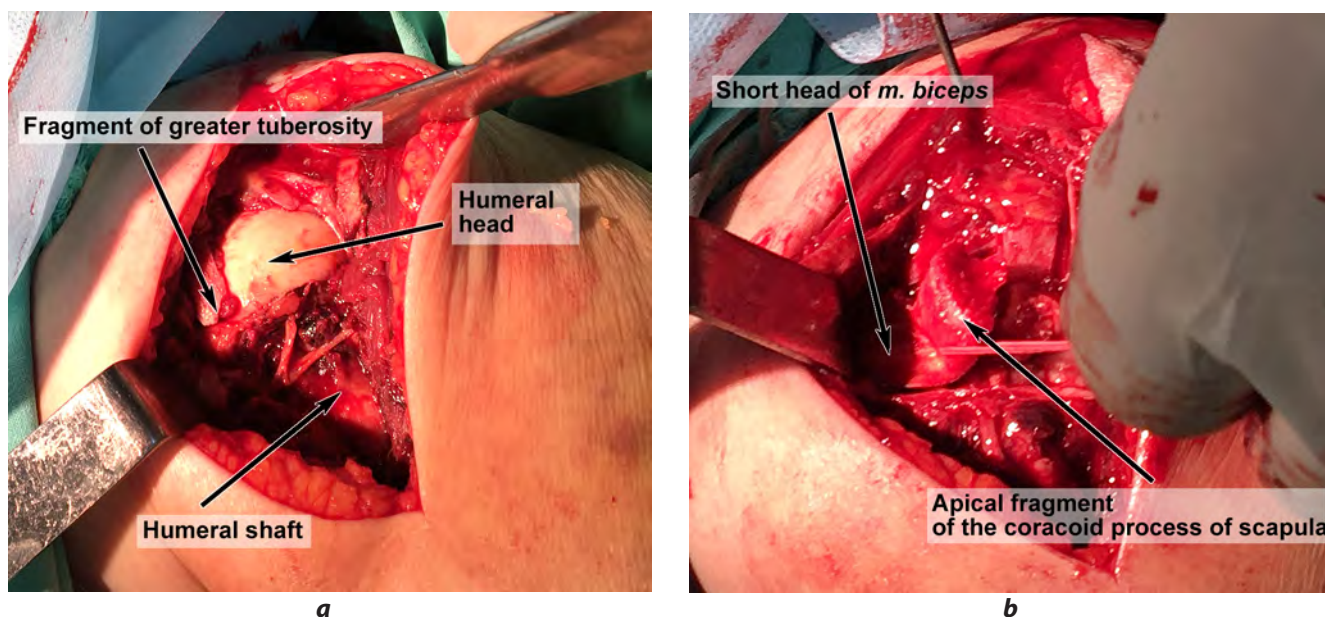 Fragment of greater tuberosity
Humeral
head
Humeral shaft
a
Short head of m. biceps
Apical fragment
of the coracoid process of scapula
b